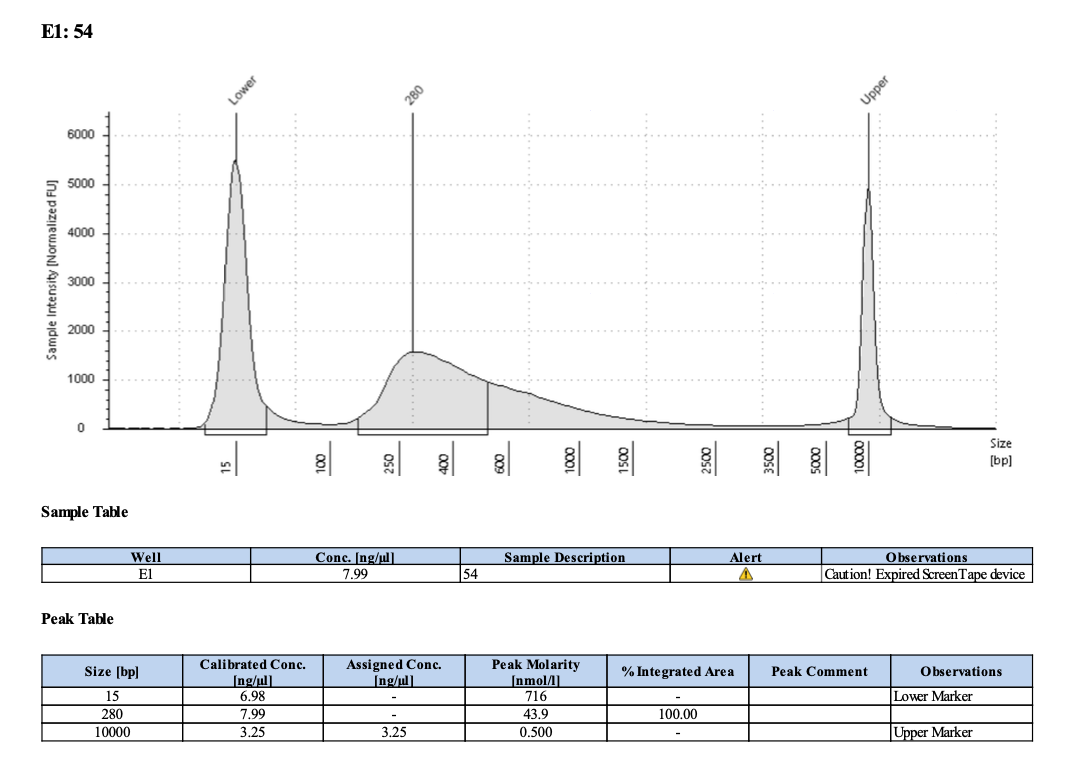 E1: 54
Lower
280
Upper
Sample Intensity [Normalized FU]
6000
5000
4000
3000
2000
1000
0
15
100
250
400
600
1000
1500
2500
3500
5000
10000
Size
[bp]
Sample Table
Well Conc. [ng/µl] Sample Description Alert Observations
E1 7.99 54 Caution! Expired ScreenTape device
Peak Table
Size [bp] Calibrated Conc. [ng/µl] Assigned Conc. [ng/µl] Peak Molarity [nmol/l] % Integrated Area Peak Comment Observations
15 6.98 - 716 - Lower Marker
280 7.99 - 43.9 100.00
10000 3.25 3.25 0.500 - Upper Marker